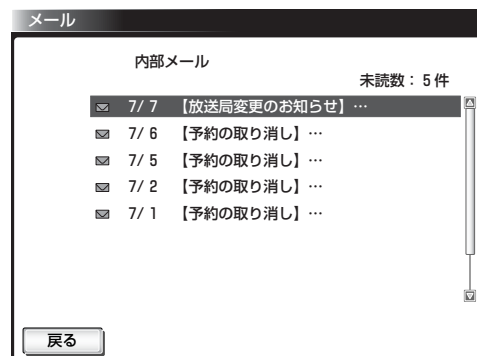 メール
内部メール
未読数：5件
7/ 7 【放送局変更のお知らせ】…
7/ 6 【予約の取り消し】…
7/ 5 【予約の取り消し】…
7/ 2 【予約の取り消し】…
7/ 1 【予約の取り消し】…
戻る